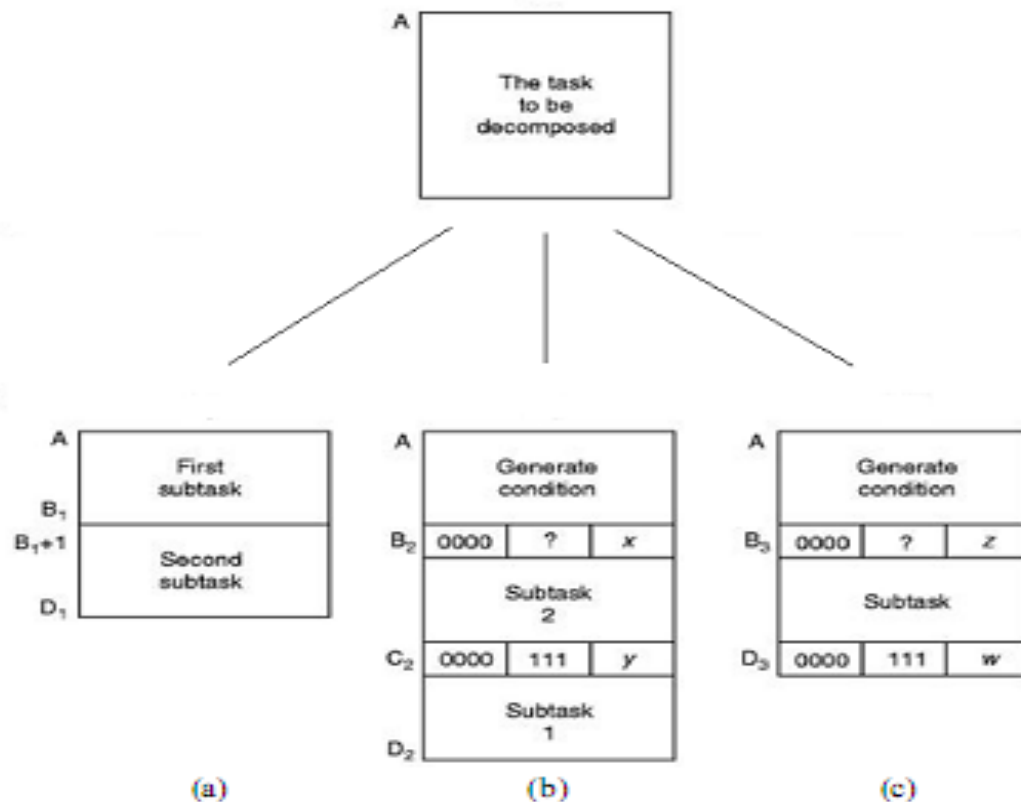 A
The task
to be
decomposed
A
First
subtask
B₁
B₁+1
Second
subtask
D₁
(a)
A
Generate
condition
B₂ 0000 ? x
Subtask
2
C₂ 0000 111 y
Subtask
1
D₂
(b)
A
Generate
condition
B₃ 0000 ? z
Subtask
D₃ 0000 111 w
(c)